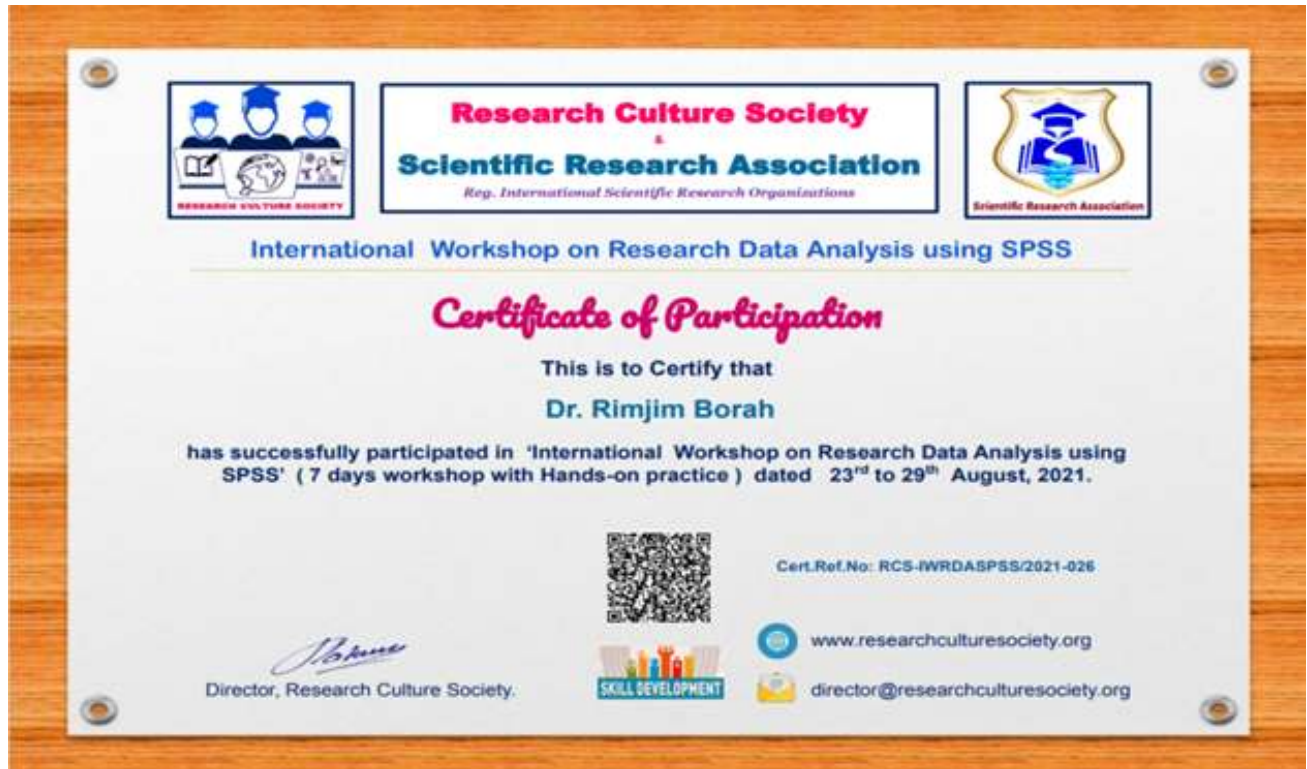 Research Culture Society
&
Scientific Research Association
Reg. International Scientific Research Organizations
RESEARCH CULTURE SOCIETY
Scientific Research Association
International Workshop on Research Data Analysis using SPSS
Certificate of Participation
This is to Certify that
Dr. Rimjim Borah
has successfully participated in 'International Workshop on Research Data Analysis using
SPSS' ( 7 days workshop with Hands-on practice ) dated 23rd to 29th August, 2021.
Cert.Ref.No: RCS-IWRDASPSS/2021-026
www.researchculturesociety.org
SKILL DEVELOPMENT
Director, Research Culture Society.
director@researchculturesociety.org